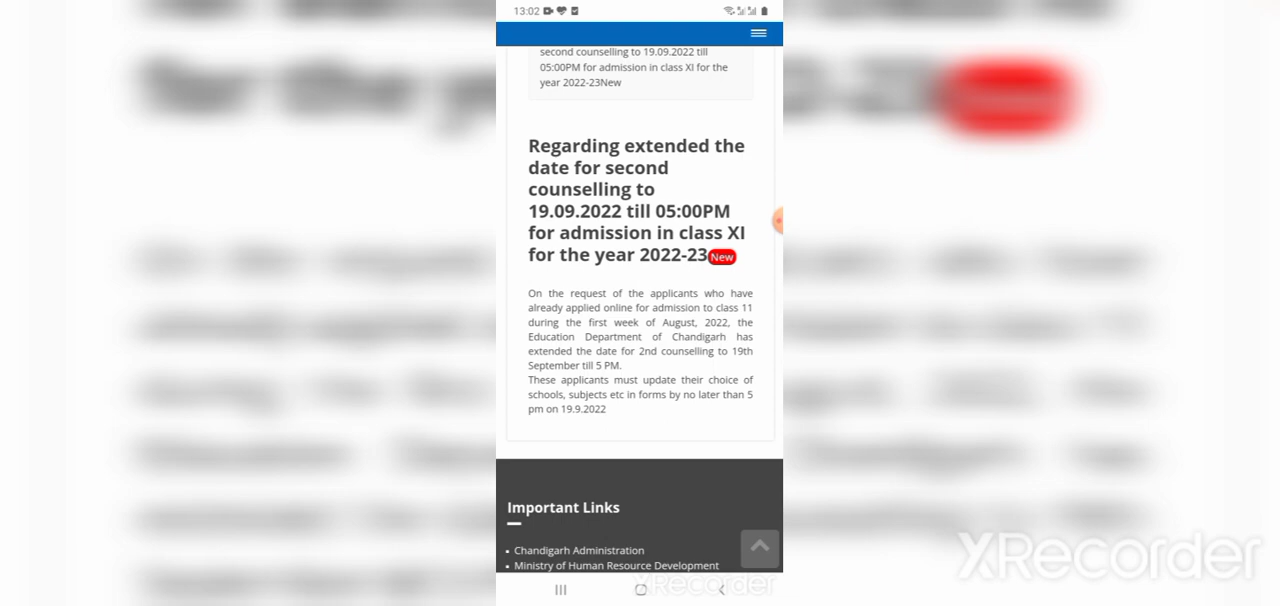 13:02
second counselling to 19.09.2022 till
05:00PM for admission in class XI for the
year 2022-23New
Regarding extended the
date for second
counselling to
19.09.2022 till 05:00PM
for admission in class XI
for the year 2022-23New
On the request of the applicants who have
already applied online for admission to class 11
during the first week of August, 2022, the
Education Department of Chandigarh has
extended the date for 2nd counselling to 19th
September till 5 PM.
These applicants must update their choice of
schools, subjects etc in forms by no later than 5
pm on 19.9.2022
Important Links
Chandigarh Administration
Ministry of Human Resource Development
XRecorder
XRecorder